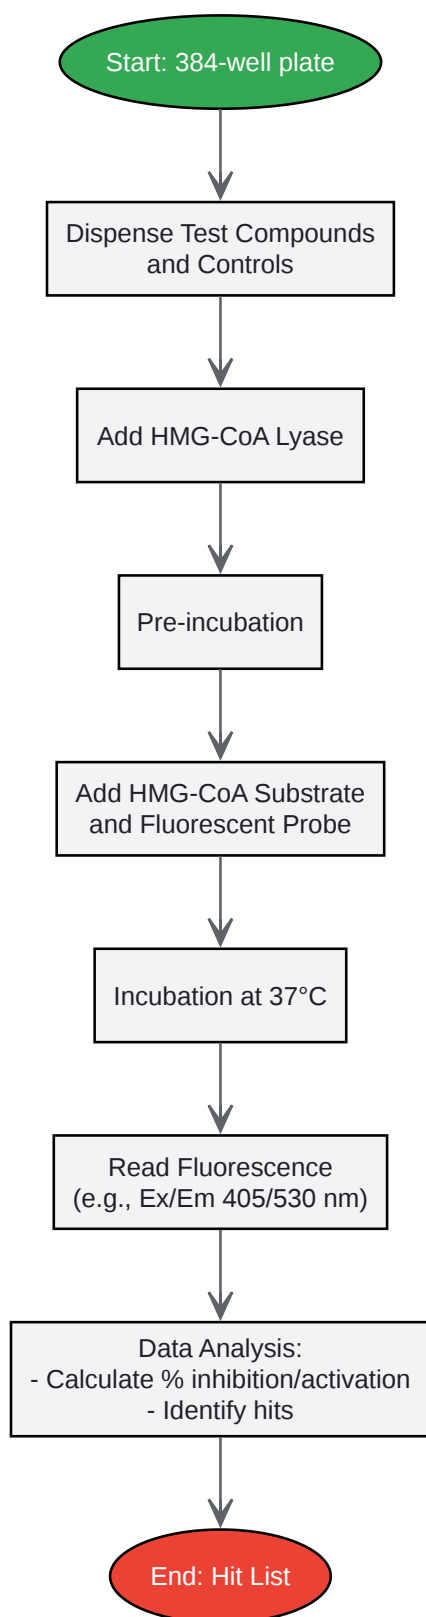 Start: 384-well plate
Dispense Test Compounds
and Controls
Add HMG-CoA Lyase
Pre-incubation
Add HMG-CoA Substrate
and Fluorescent Probe
Incubation at 37°C
Read Fluorescence
(e.g., Ex/Em 405/530 nm)
Data Analysis:
- Calculate % inhibition/activation
- Identify hits
End: Hit List